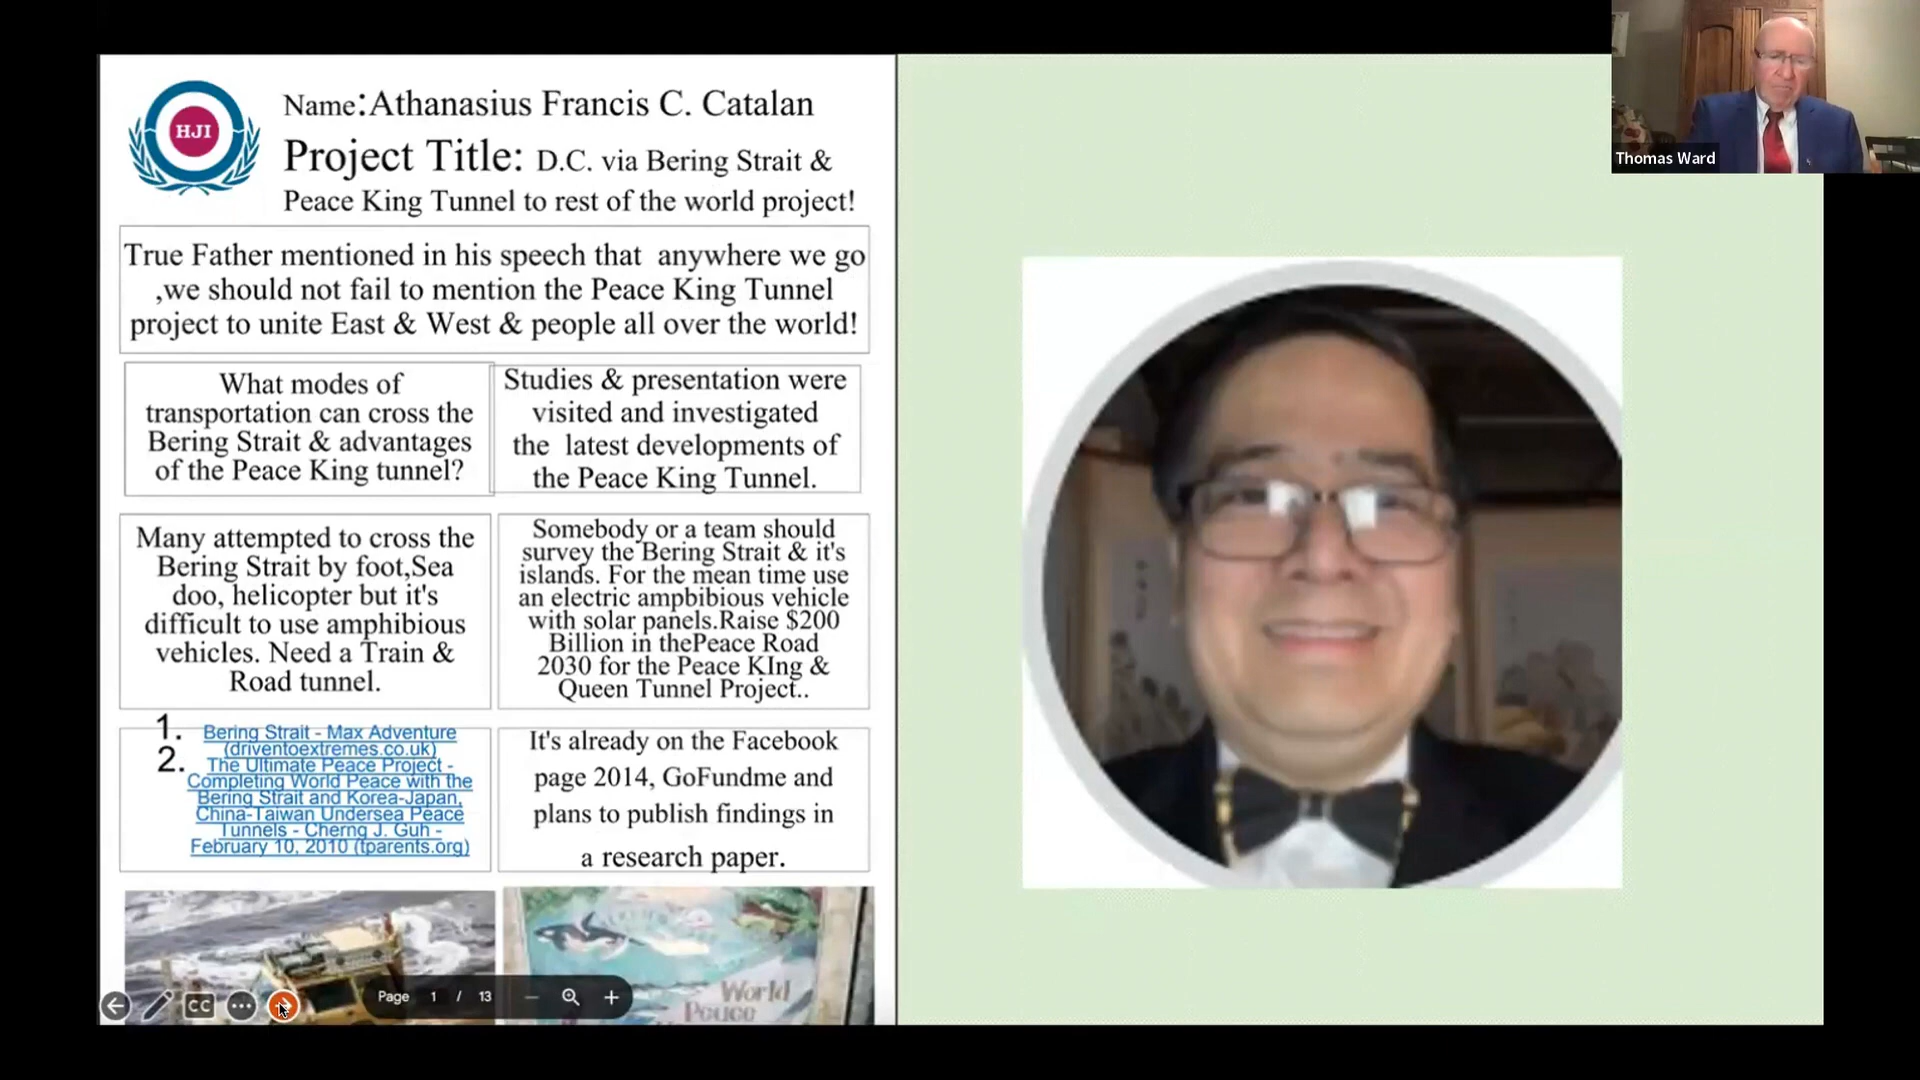 HJI
Name:Athanasius Francis C. Catalan
Project Title: D.C. via Bering Strait &
Peace King Tunnel to rest of the world project!
True Father mentioned in his speech that anywhere we go
,we should not fail to mention the Peace King Tunnel
project to unite East & West & people all over the world!
What modes of
transportation can cross the
Bering Strait & advantages
of the Peace King tunnel?
Studies & presentation were
visited and investigated
the latest developments of
the Peace King Tunnel.
Many attempted to cross the
Bering Strait by foot,Sea
doo, helicopter but it's
difficult to use amphibious
vehicles. Need a Train &
Road tunnel.
Somebody or a team should
survey the Bering Strait & it's
islands. For the mean time use
an electric ampbibious vehicle
with solar panels.Raise $200
Billion in thePeace Road
2030 for the Peace KIng &
Queen Tunnel Project..
1. Bering Strait - Max Adventure
(driventoextremes.co.uk)
2. The Ultimate Peace Project -
Completing World Peace with the
Bering Strait and Korea-Japan,
China-Taiwan Undersea Peace
Tunnels - Cherng J. Guh -
February 10, 2010 (tparents.org)
It's already on the Facebook
page 2014, GoFundme and
plans to publish findings in
a research paper.
World
Peace
CC
Page 1 / 13
Thomas Ward